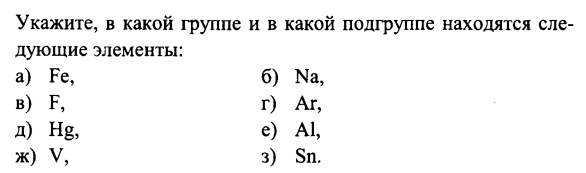 Укажите, в какой группе и в какой подгруппе находятся сле-
дующие элементы:
а) Fe, б) Na,
в) F, г) Ar,
д) Hg, е) Al,
ж) V, з) Sn.